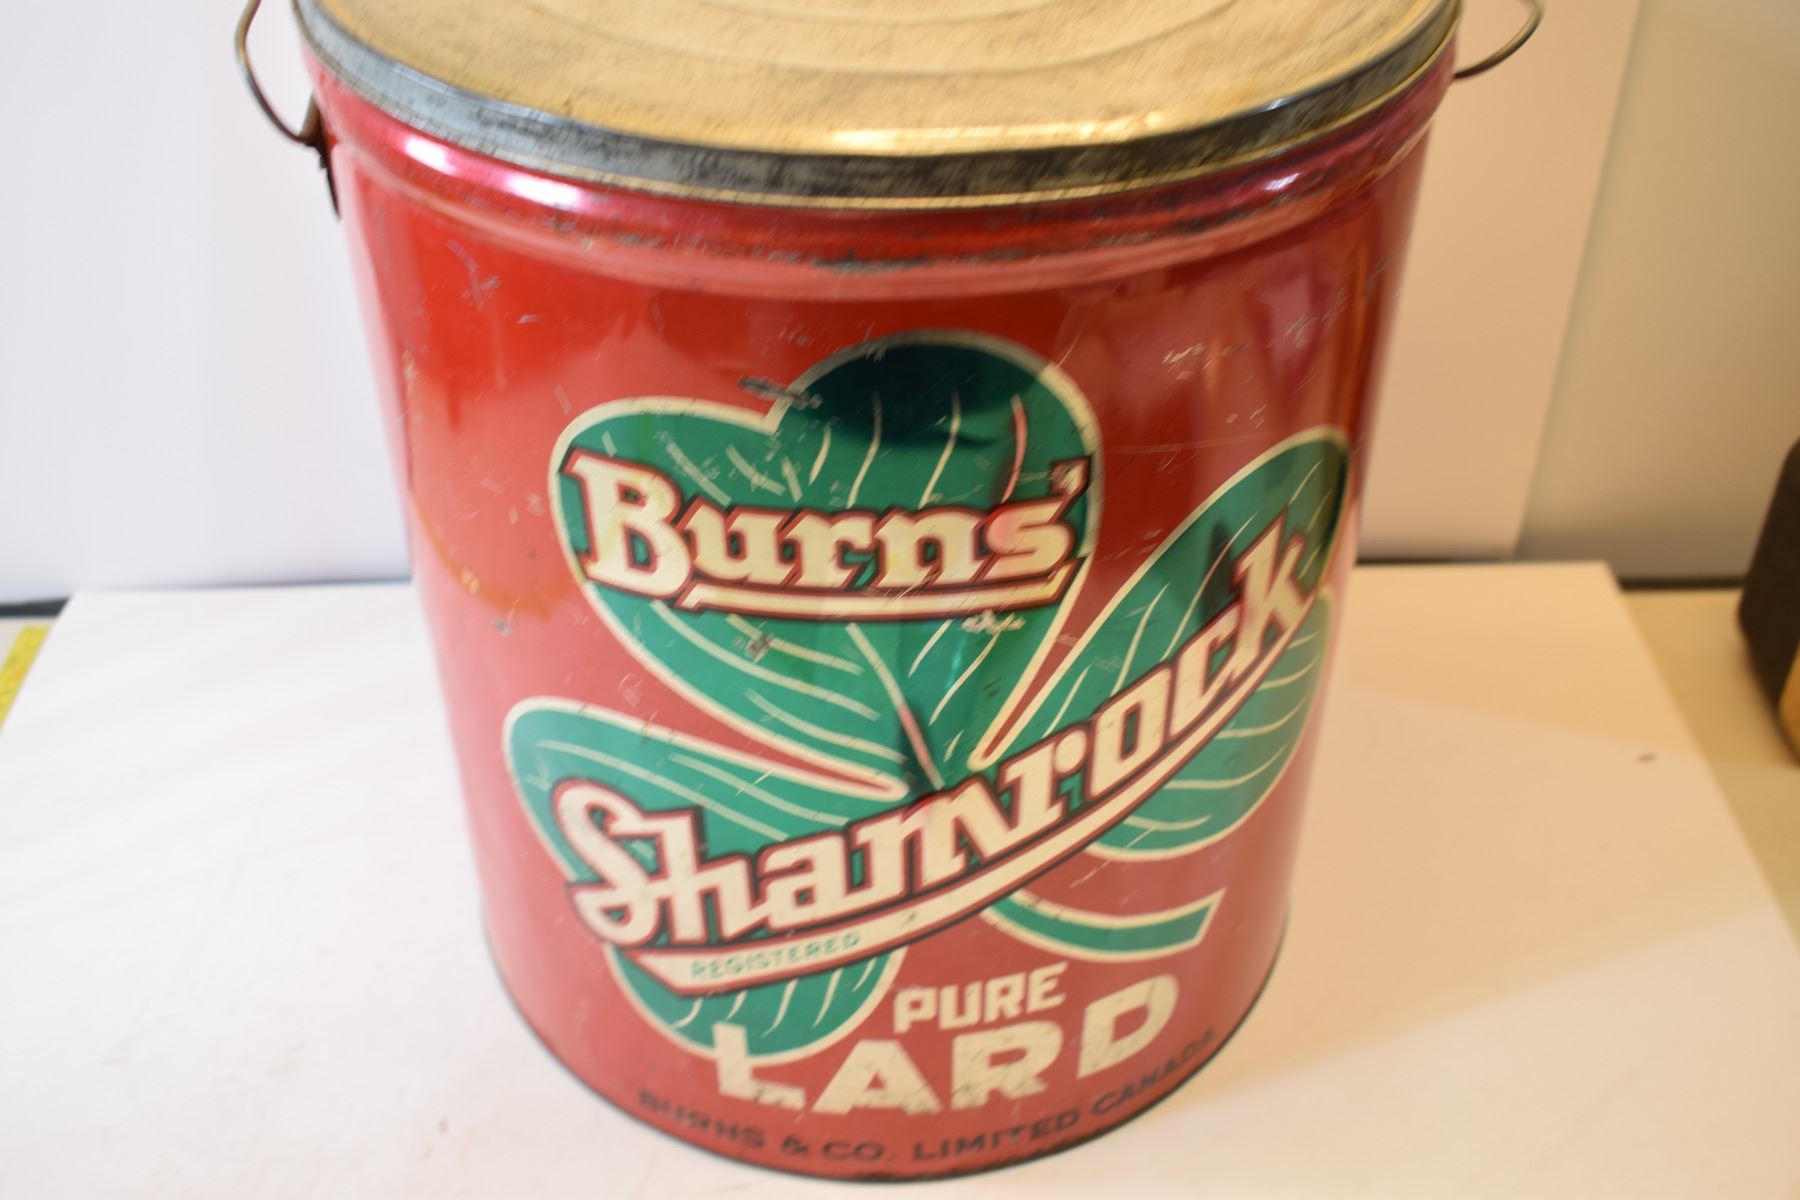 Burns'
Shamrock
REGISTERED
PURE
LARD
BURNS & CO. LIMITED CANADA